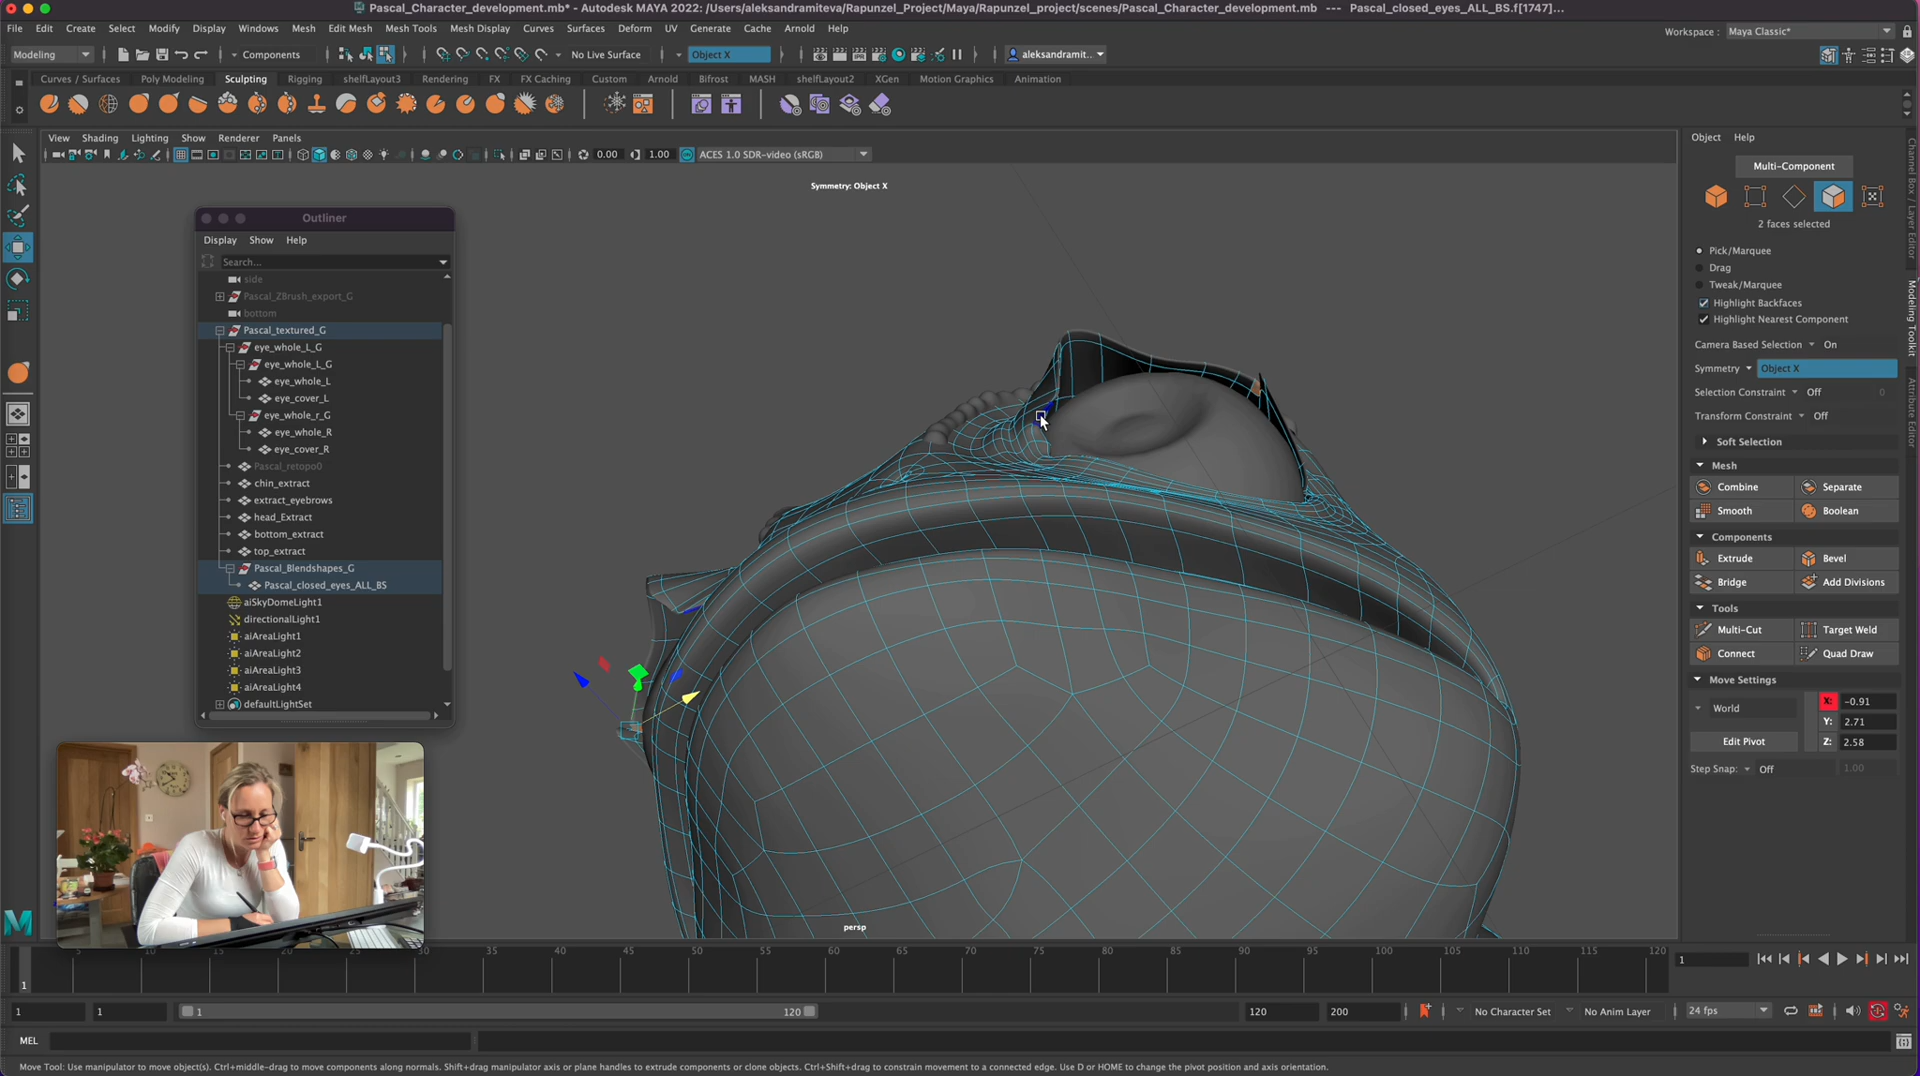 Pascal_Character_development.mb* - Autodesk MAYA 2022: /Users/aleksandramiteva/Rapunzel_Project/Maya/Rapunzel_project/scenes/Pascal_Character_development.mb --- Pascal_closed_eyes_ALL_BS.f[1747]...
File Edit Create Select Modify Display Windows Mesh Edit Mesh Mesh Tools Mesh Display Curves Surfaces Deform UV Generate Cache Arnold Help
Workspace : Maya Classic*
Modeling Components No Live Surface Object X aleksandramit...
Curves / Surfaces Poly Modeling Sculpting Rigging shelfLayout3 Rendering FX FX Caching Custom Arnold Bifrost MASH shelfLayout2 XGen Motion Graphics Animation
View Shading Lighting Show Renderer Panels
0.00 1.00 ACES 1.0 SDR-video (sRGB)
Symmetry: Object X
Outliner
Display Show Help
Search...
side
Pascal_ZBrush_export_G
bottom
Pascal_textured_G
eye_whole_L_G
eye_whole_L_G
eye_whole_L
eye_cover_L
eye_whole_r_G
eye_whole_R
eye_cover_R
Pascal_retopo0
chin_extract
extract_eyebrows
head_Extract
bottom_extract
top_extract
Pascal_Blendshapes_G
Pascal_closed_eyes_ALL_BS
aiSkyDomeLight1
directionalLight1
aiAreaLight1
aiAreaLight2
aiAreaLight3
aiAreaLight4
defaultLightSet
persp
Object Help
Multi-Component
2 faces selected
Pick/Marquee
Drag
Tweak/Marquee
Highlight Backfaces
Highlight Nearest Component
Camera Based Selection On
Symmetry Object X
Selection Constraint Off 0
Transform Constraint Off
Soft Selection
Mesh
Combine Separate
Smooth Boolean
Components
Extrude Bevel
Bridge Add Divisions
Tools
Multi-Cut Target Weld
Connect Quad Draw
Move Settings
World X: -0.91
Y: 2.71
Edit Pivot Z: 2.58
Step Snap: Off 1.00
Channel Box / Layer Editor
Modeling Toolkit
Attribute Editor
5 35 40 45 50 55 60 65 70 75 80 85 90 95 100 105 110 115 120
1
1
1 1 1 120 120 200 No Character Set No Anim Layer 24 fps
MEL
Move Tool: Use manipulator to move object(s). Ctrl+middle-drag to move components along normals. Shift+drag manipulator axis or plane handles to extrude components or clone objects. Ctrl+Shift+drag to constrain movement to a connected edge. Use D or HOME to change the pivot position and axis orientation.